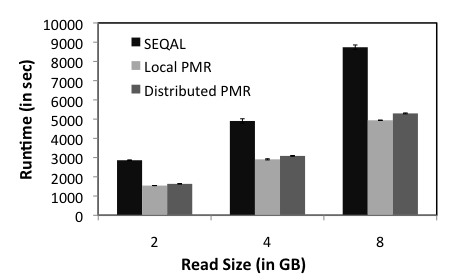 10000
9000
8000
7000
6000
5000
4000
3000
2000
1000
0
Runtime (in sec)
SEQAL
Local PMR
Distributed PMR
2 4 8
Read Size (in GB)